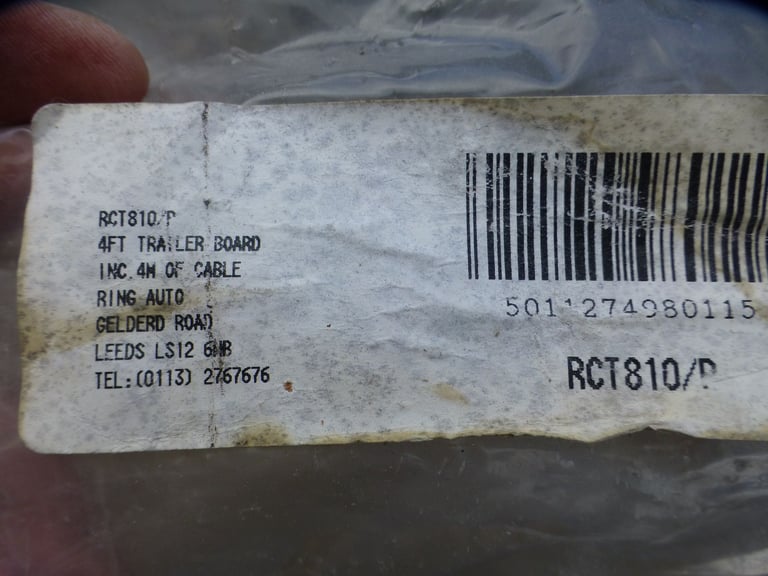 RCT810/P
4FT TRAILER BOARD
INC.4M OF CABLE
RING AUTO
GELDERD ROAD
LEEDS LS12 6NB
TEL:(0113) 2767676
5011274980115
RCT810/P